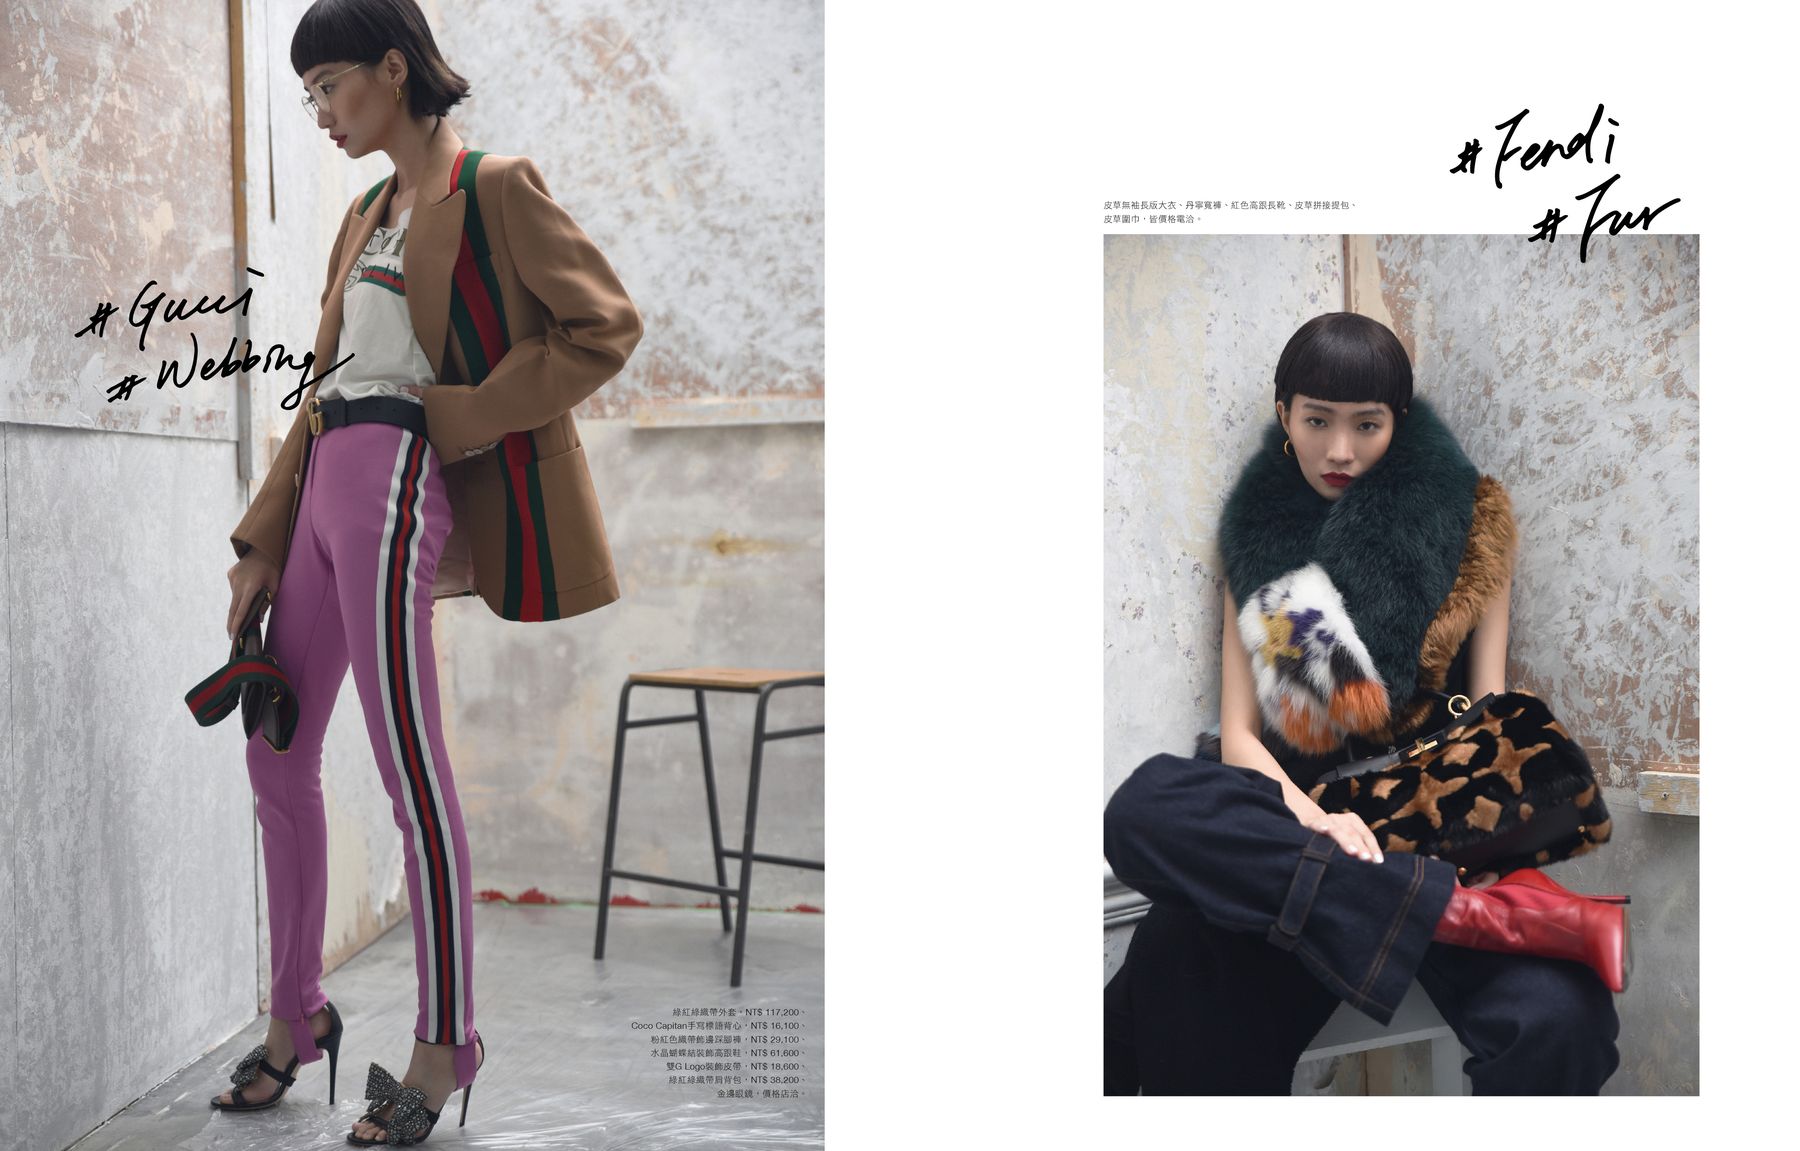 #Gucci
#Webbing
綠紅綠織帶外套，NT$ 117,200、
Coco Capitan手寫標語背心，NT$ 16,100、
粉紅色織帶飾邊踩腳褲，NT$ 29,100、
水晶蝴蝶結裝飾高跟鞋，NT$ 61,600、
雙G Logo裝飾皮帶，NT$ 18,600、
綠紅綠織帶肩背包，NT$ 38,200、
金邊眼鏡，價格店洽。
#Fendi
#Fur
皮草無袖長版大衣、丹寧寬褲、紅色高跟長靴、皮草拼接提包、
皮草圍巾，皆價格電洽。